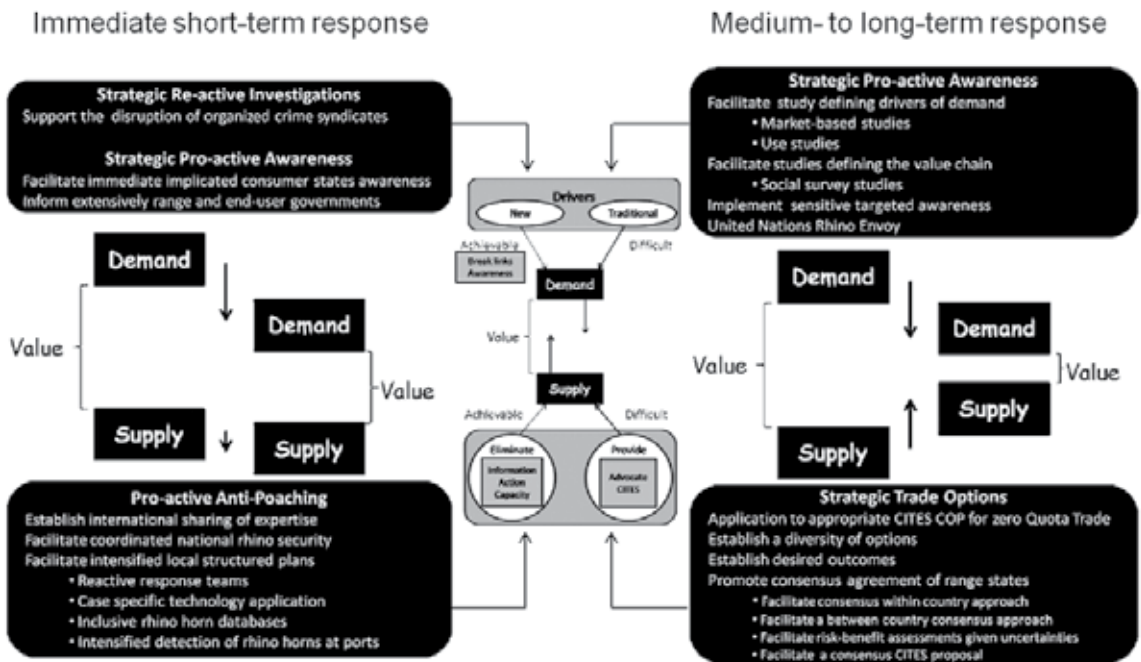 Immediate short-term response
Medium- to long-term response
Strategic Re-active Investigations
Support the disruption of organized crime syndicates
Strategic Pro-active Awareness
Facilitate immediate implicated consumer states awareness
Inform extensively range and end-user governments
Demand
Demand
Value
Value
Supply
Supply
Pro-active Anti-Poaching
Establish international sharing of expertise
Facilitate coordinated national rhino security
Facilitate intensified local structured plans
• Reactive response teams
• Case specific technology application
• Inclusive rhino horn databases
• Intensified detection of rhino horns at ports
Drivers
New
Traditional
Achievable
Difficult
Break links
Awareness
Demand
Value
Supply
Achievable
Difficult
Eliminate
Provide
Information
Action
Capacity
Advocate
CITES
Strategic Pro-active Awareness
Facilitate study defining drivers of demand
• Market-based studies
• Use studies
Facilitate studies defining the value chain
• Social survey studies
Implement sensitive targeted awareness
United Nations Rhino Envoy
Demand
Demand
Value
Value
Supply
Supply
Strategic Trade Options
Application to appropriate CITES COP for zero Quota Trade
Establish a diversity of options
Establish desired outcomes
Promote consensus agreement of range states
• Facilitate consensus within country approach
• Facilitate a between country consensus approach
• Facilitate risk-benefit assessments given uncertainties
• Facilitate a consensus CITES proposal